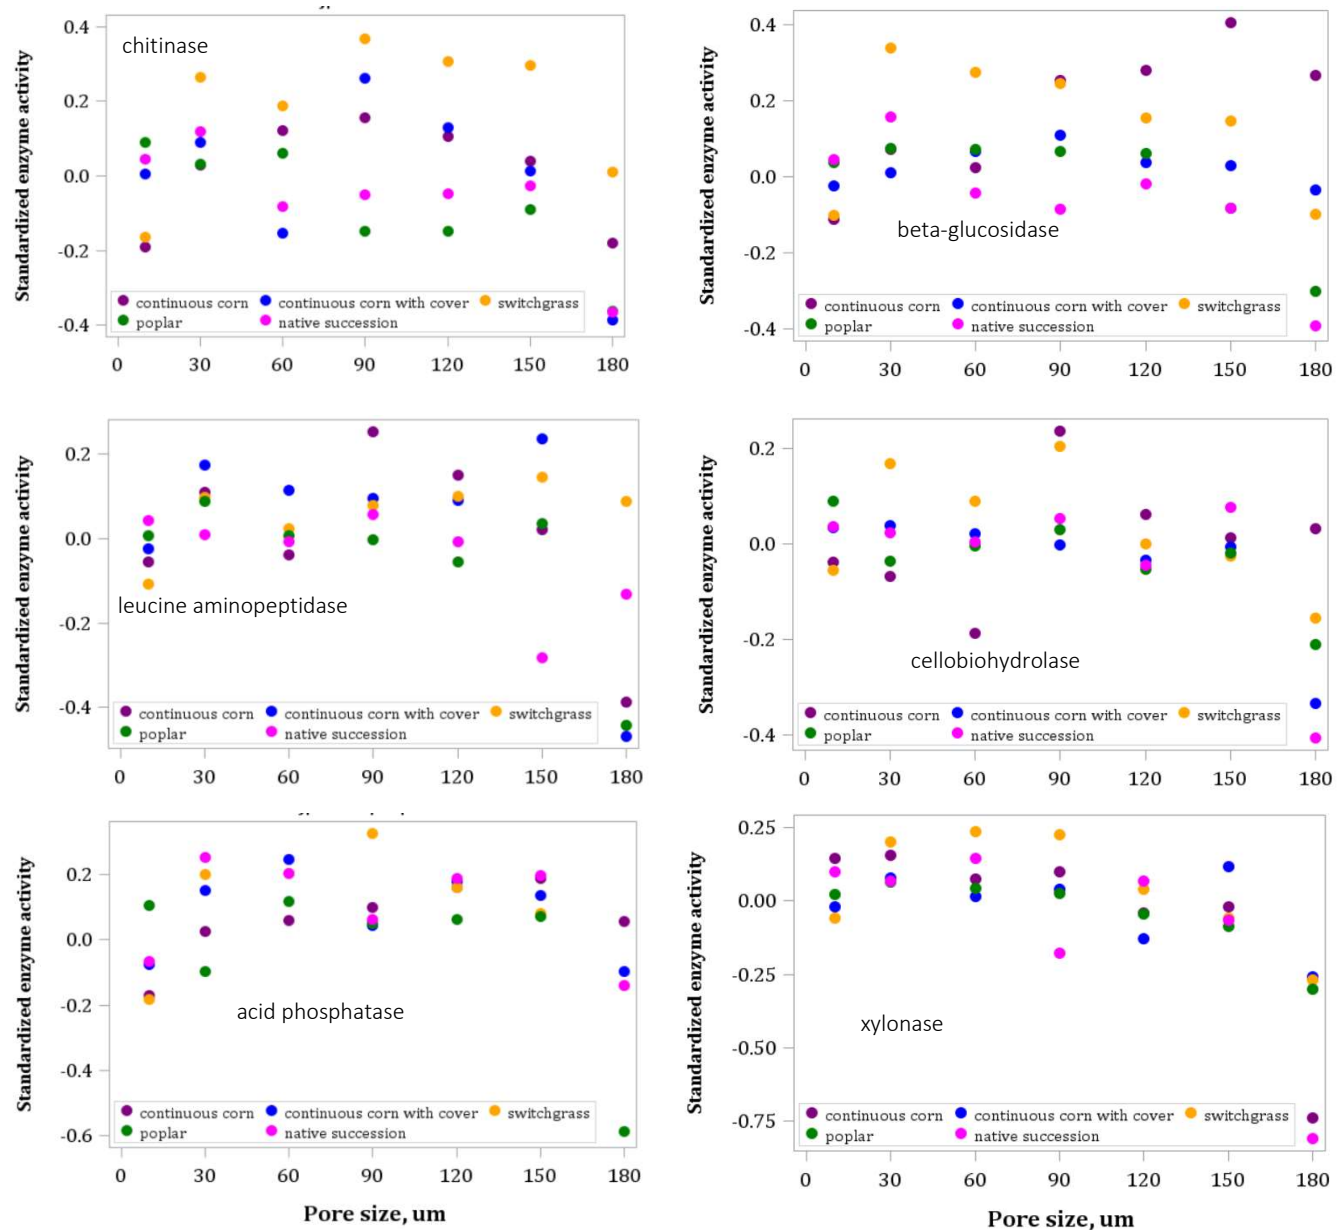 chitinase
Standardized enzyme activity
0.4
0.2
0.0
-0.2
-0.4
continuous corn continuous corn with cover switchgrass
poplar native succession
0 30 60 90 120 150 180
beta-glucosidase
Standardized enzyme activity
0.4
0.2
0.0
-0.2
-0.4
continuous corn continuous corn with cover switchgrass
poplar native succession
0 30 60 90 120 150 180
leucine aminopeptidase
Standardized enzyme activity
0.2
0.0
-0.2
-0.4
continuous corn continuous corn with cover switchgrass
poplar native succession
0 30 60 90 120 150 180
cellobiohydrolase
Standardized enzyme activity
0.2
0.0
-0.2
-0.4
continuous corn continuous corn with cover switchgrass
poplar native succession
0 30 60 90 120 150 180
acid phosphatase
Standardized enzyme activity
0.2
0.0
-0.2
-0.4
-0.6
continuous corn continuous corn with cover switchgrass
poplar native succession
0 30 60 90 120 150 180
Pore size, um
xylonase
Standardized enzyme activity
0.25
0.00
-0.25
-0.50
-0.75
continuous corn continuous corn with cover switchgrass
poplar native succession
0 30 60 90 120 150 180
Pore size, um